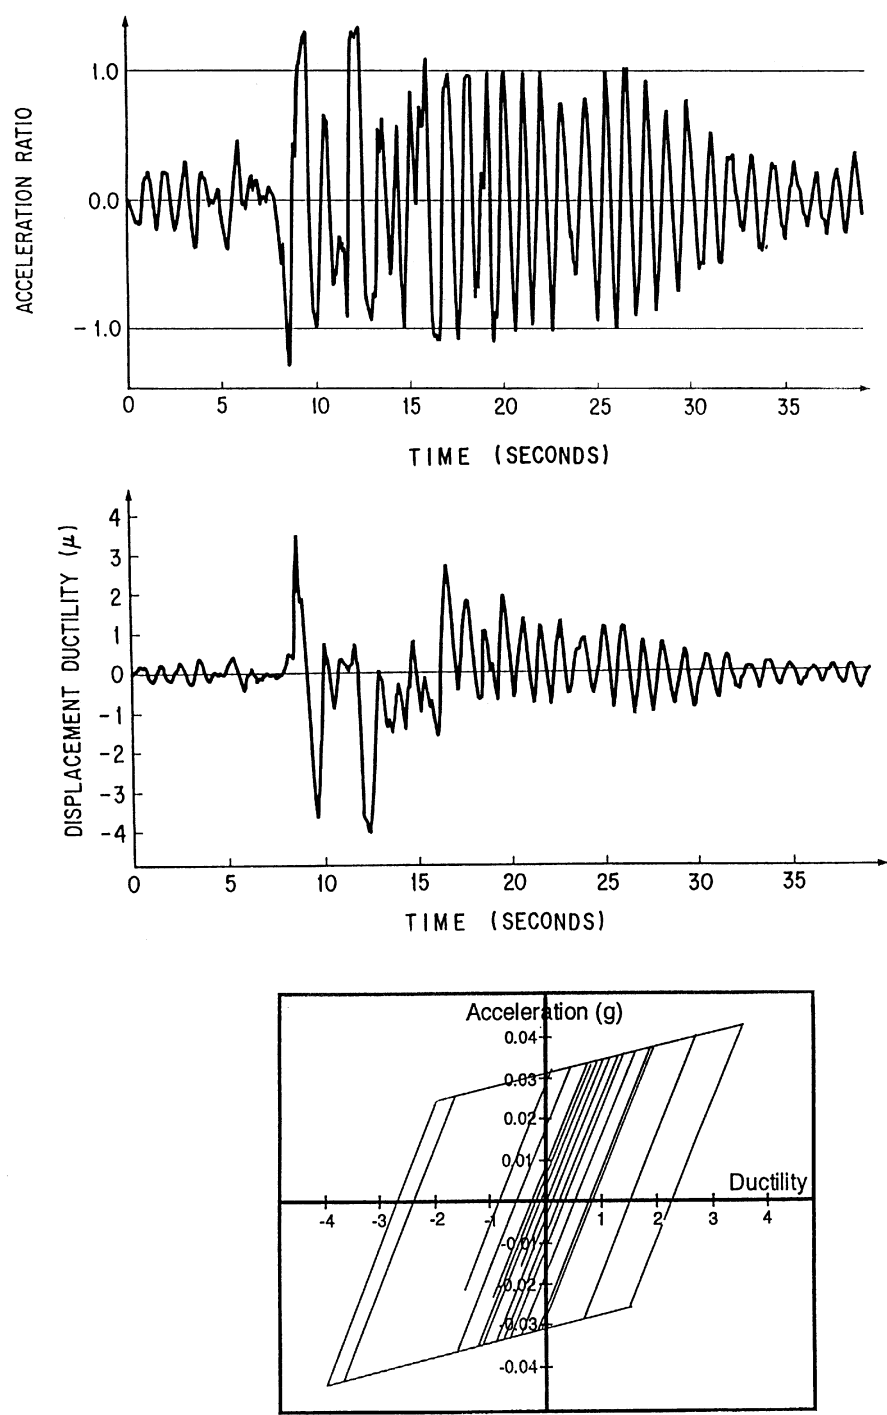 ACCELERATION RATIO
1.0
0.0
-1.0
0 5 10 15 20 25 30 35
TIME (SECONDS)
DISPLACEMENT DUCTILITY (μ)
4
3
2
1
0
-1
-2
-3
-4
0 5 10 15 20 25 30 35
TIME (SECONDS)
Acceleration (g)
0.04
0.03
0.02
0.01
Ductility
-4 -3 -2 -1 1 2 3 4
-0.01
-0.02
-0.03
-0.04